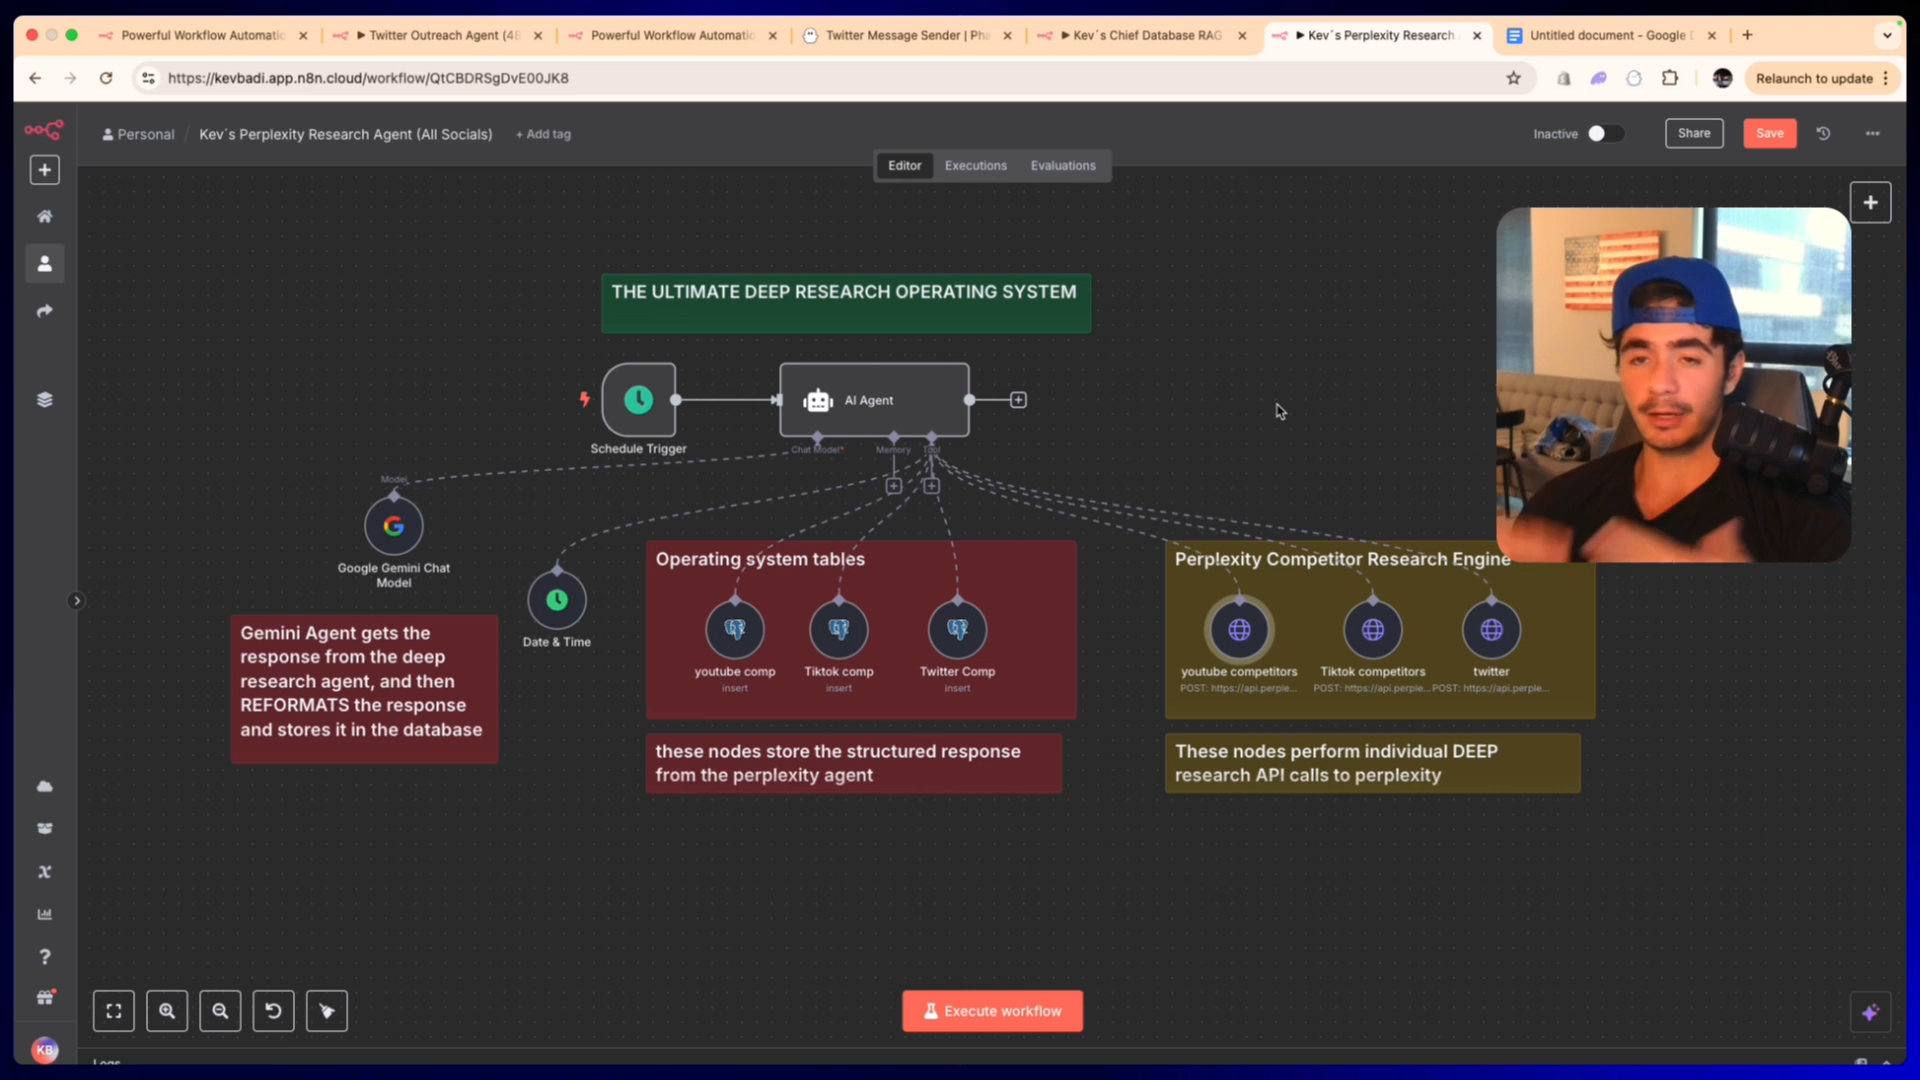 Powerful Workflow Automatio
▶ Twitter Outreach Agent (48
Powerful Workflow Automatio
Twitter Message Sender | Pha
▶ Kev´s Chief Database RAG
▶ Kev´s Perplexity Research
Untitled document - Google D
https://kevbadi.app.n8n.cloud/workflow/QtCBDRSgDvE00JK8
Relaunch to update
Personal / Kev´s Perplexity Research Agent (All Socials)
+ Add tag
Inactive
Share
Save
Editor
Executions
Evaluations
THE ULTIMATE DEEP RESEARCH OPERATING SYSTEM
AI Agent
Schedule Trigger
Chat Model*
Memory
Tool
Model
Google Gemini Chat
Model
Date & Time
Gemini Agent gets the
response from the deep
research agent, and then
REFORMATS the response
and stores it in the database
Operating system tables
youtube comp
insert
Tiktok comp
insert
Twitter Comp
insert
these nodes store the structured response
from the perplexity agent
Perplexity Competitor Research Engine
youtube competitors
POST: https://api.perple...
Tiktok competitors
POST: https://api.perple...
twitter
POST: https://api.perple...
These nodes perform individual DEEP
research API calls to perplexity
Execute workflow
KB
Logs